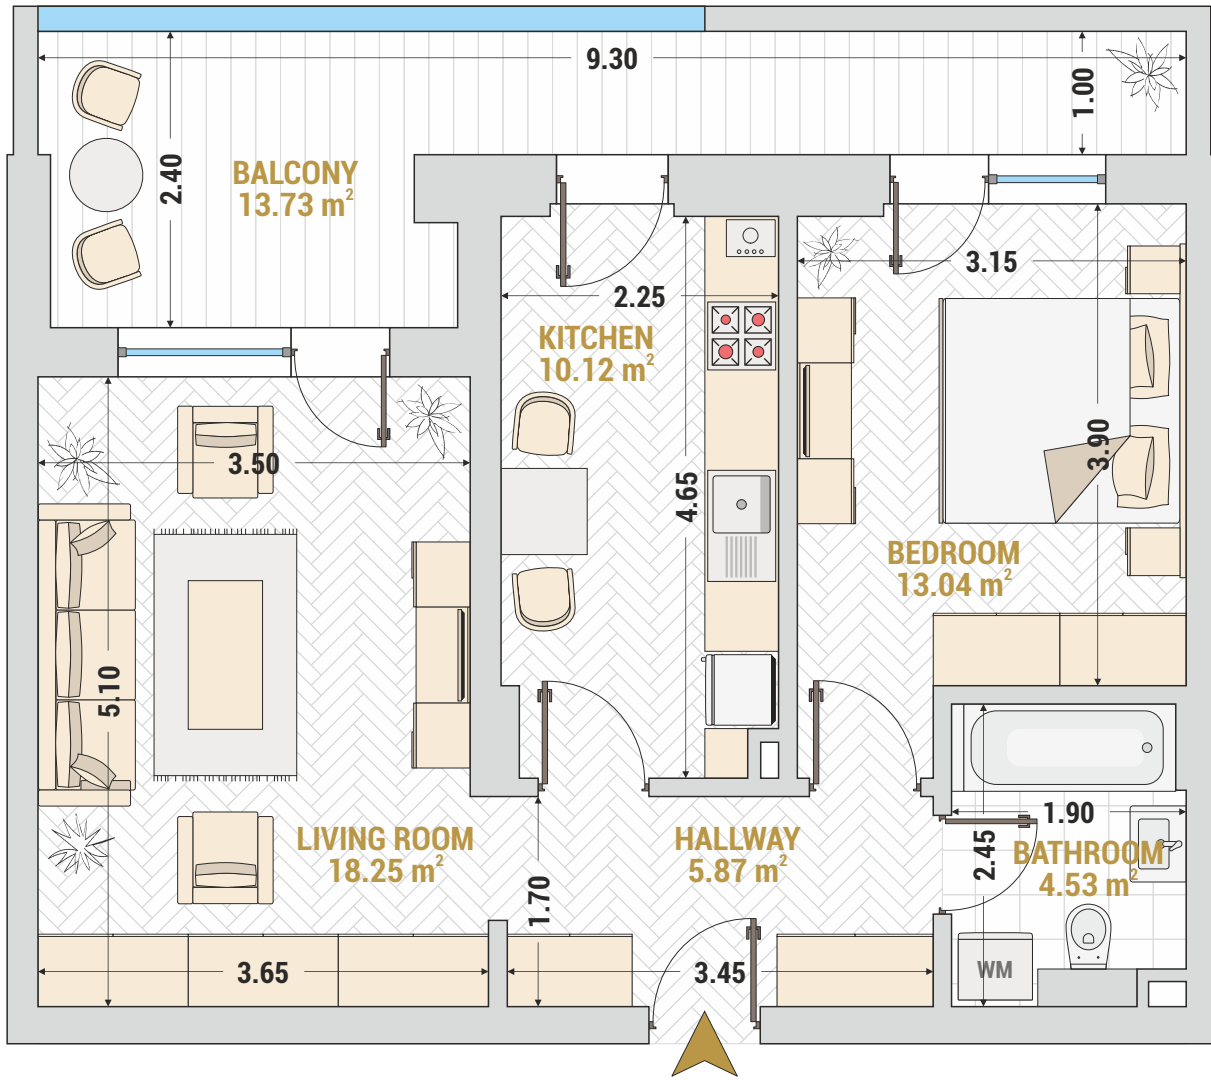 9.30
1.00
2.40
BALCONY
13.73 m²
3.15
2.25
KITCHEN
10.12 m²
3.90
3.50
4.65
BEDROOM
13.04 m²
5.10
1.90
LIVING ROOM
18.25 m²
HALLWAY
5.87 m²
2.45
BATHROOM
4.53 m²
1.70
3.65
3.45
WM